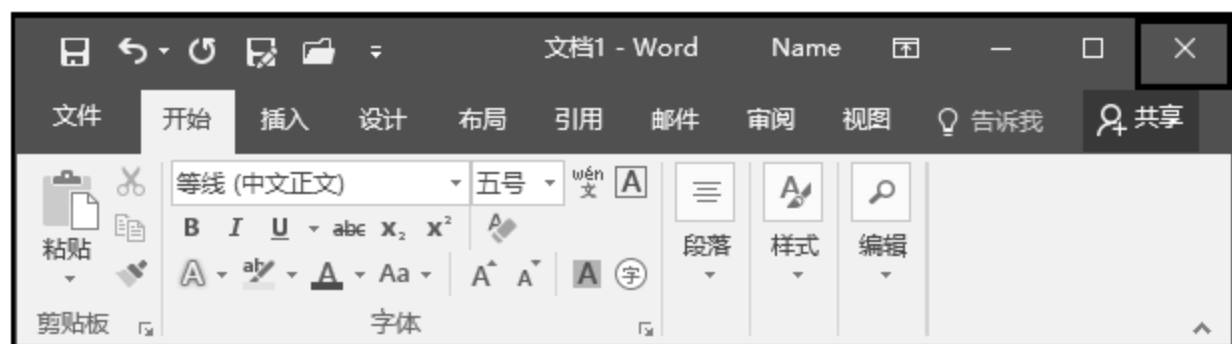 文档1 - Word Name
文件 开始 插入 设计 布局 引用 邮件 审阅 视图 告诉我 共享
等线 (中文正文) 五号 wén 文 A
粘贴 B I U abc X₂ X² A 段落 样式 编辑
A aby A Aa A A A 字
剪贴板 字体